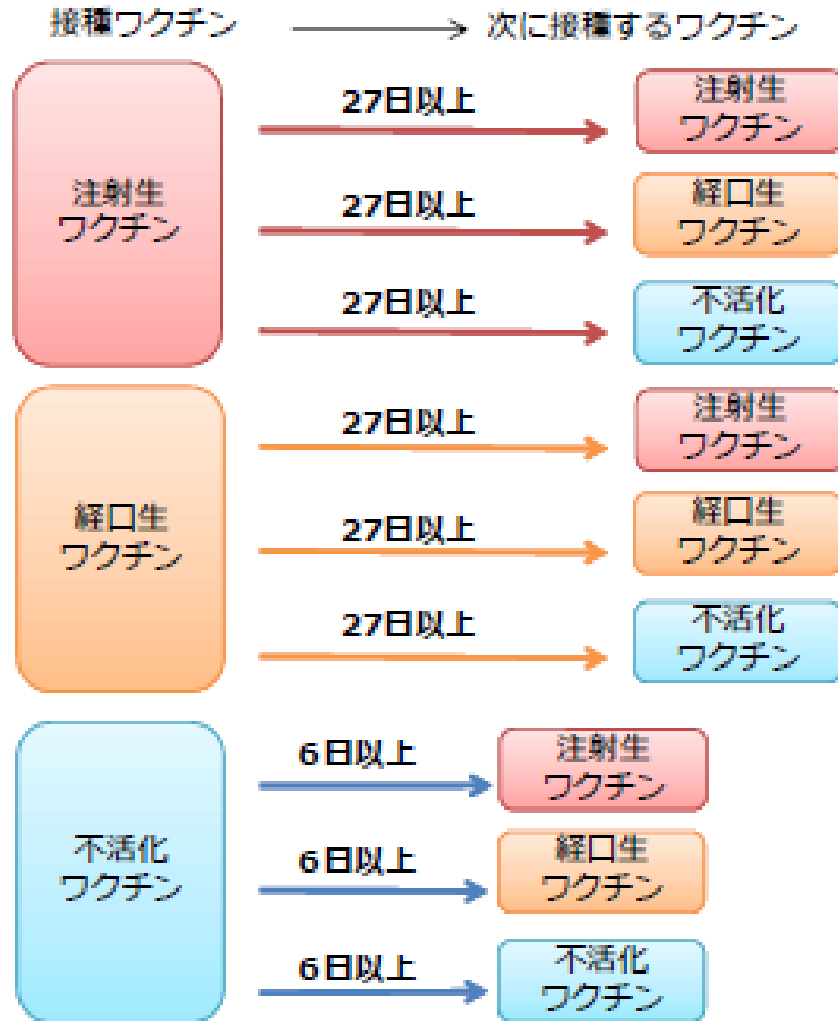 接種ワクチン → 次に接種するワクチン
注射生
ワクチン
27日以上
注射生
ワクチン
27日以上
経口生
ワクチン
27日以上
不活化
ワクチン
経口生
ワクチン
27日以上
注射生
ワクチン
27日以上
経口生
ワクチン
27日以上
不活化
ワクチン
不活化
ワクチン
6日以上
注射生
ワクチン
6日以上
経口生
ワクチン
6日以上
不活化
ワクチン